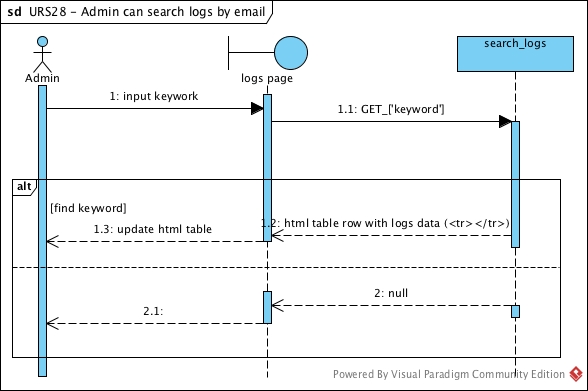 sd URS28 - Admin can search logs by email
search_logs
Admin
logs page
1: input keywork
1.1: GET_['keyword']
alt
[find keyword]
1.2: html table row with logs data (<tr></tr>)
1.3: update html table
2: null
2.1:
Powered By Visual Paradigm Community Edition